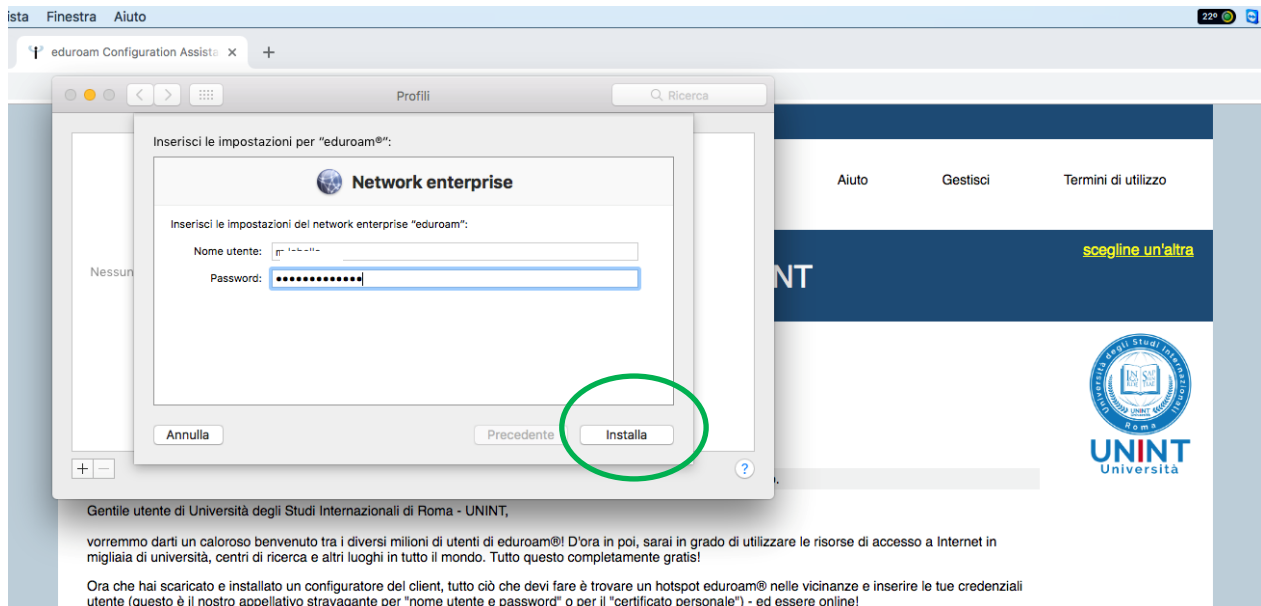 ista Finestra Aiuto
22°
eduroam Configuration Assista
Profili
Ricerca
Inserisci le impostazioni per “eduroam®”:
Network enterprise
Inserisci le impostazioni del network enterprise “eduroam”:
Nome utente:
Password: •••••••••••••
Annulla Precedente Installa
Nessun
Aiuto Gestisci Termini di utilizzo
scegline un'altra
NT
Università degli Studi Internazionali
Roma
UNINT
Università
Gentile utente di Università degli Studi Internazionali di Roma - UNINT,
vorremmo darti un caloroso benvenuto tra i diversi milioni di utenti di eduroam®! D'ora in poi, sarai in grado di utilizzare le risorse di accesso a Internet in
migliaia di università, centri di ricerca e altri luoghi in tutto il mondo. Tutto questo completamente gratis!
Ora che hai scaricato e installato un configuratore del client, tutto ciò che devi fare è trovare un hotspot eduroam® nelle vicinanze e inserire le tue credenziali
utente (questo è il nostro appellativo stravagante per "nome utente e password" o per il "certificato personale") - ed essere online!